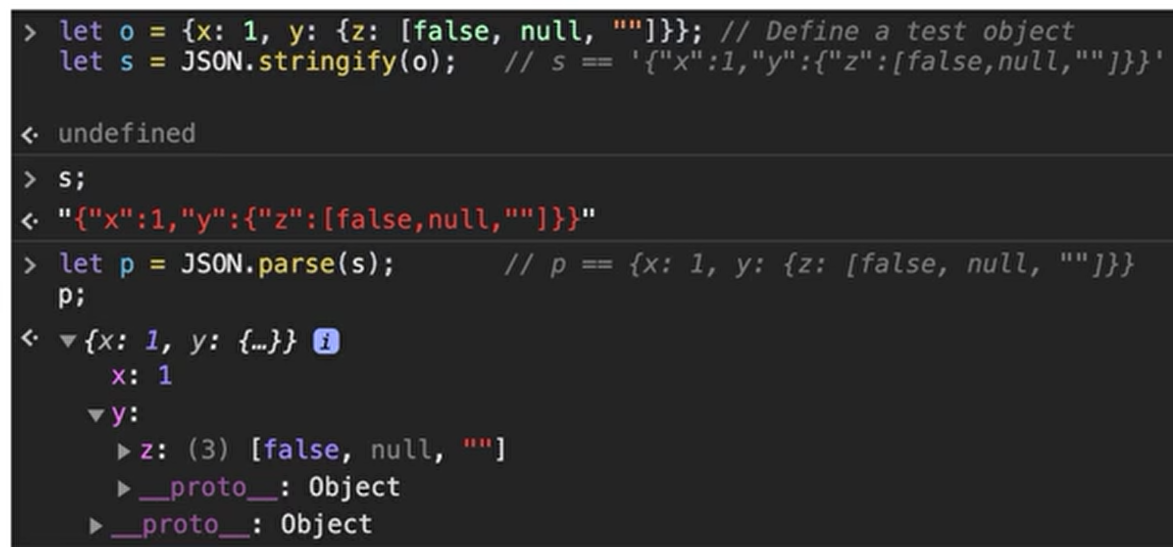 > let o = {x: 1, y: {z: [false, null, ""]}}; // Define a test object
let s = JSON.stringify(o);   // s == '{"x":1,"y":{"z":[false,null,""]}}'
<· undefined
> s;
<· "{"x":1,"y":{"z":[false,null,""]}}"
> let p = JSON.parse(s);       // p == {x: 1, y: {z: [false, null, ""]}}
p;
<· ▼{x: 1, y: {…}} i
x: 1
▼y:
▶z: (3) [false, null, ""]
▶__proto__: Object
▶__proto__: Object